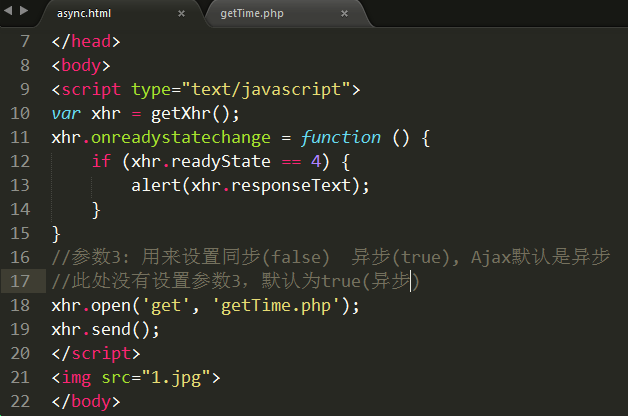 async.html × getTime.php ×
7 </head>
8 <body>
9 <script type="text/javascript">
10 var xhr = getXhr();
11 xhr.onreadystatechange = function () {
12     if (xhr.readyState == 4) {
13         alert(xhr.responseText);
14     }
15 }
16 //参数3: 用来设置同步(false)  异步(true), Ajax默认是异步
17 //此处没有设置参数3，默认为true(异步)
18 xhr.open('get', 'getTime.php');
19 xhr.send();
20 </script>
21 <img src="1.jpg">
22 </body>